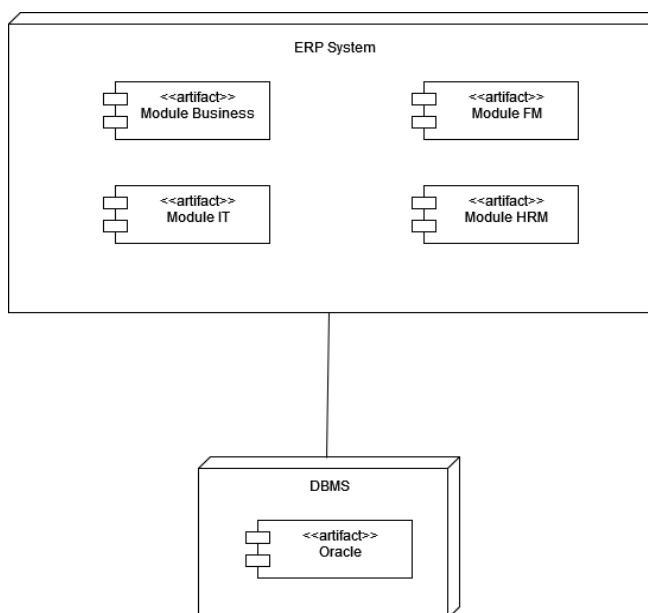 ERP System
<<artifact>>
Module Business
<<artifact>>
Module FM
<<artifact>>
Module IT
<<artifact>>
Module HRM
DBMS
<<artifact>>
Oracle